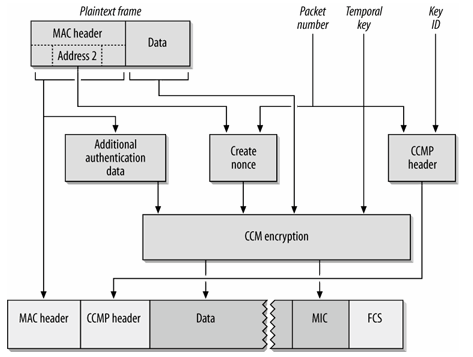 Plaintext frame
Packet number
Temporal key
Key ID
MAC header
Address 2
Data
Additional authentication data
Create nonce
CCMP header
CCM encryption
MAC header
CCMP header
Data
MIC
FCS